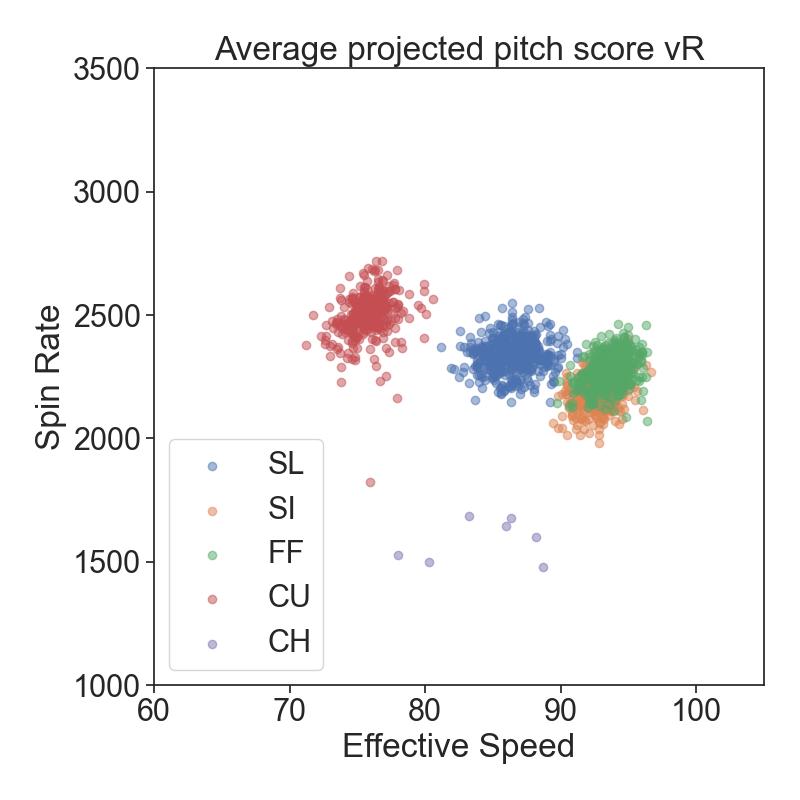 Average projected pitch score vR
3500
3000
2500
2000
1500
1000
Spin Rate
SL
SI
FF
CU
CH
60 70 80 90 100
Effective Speed